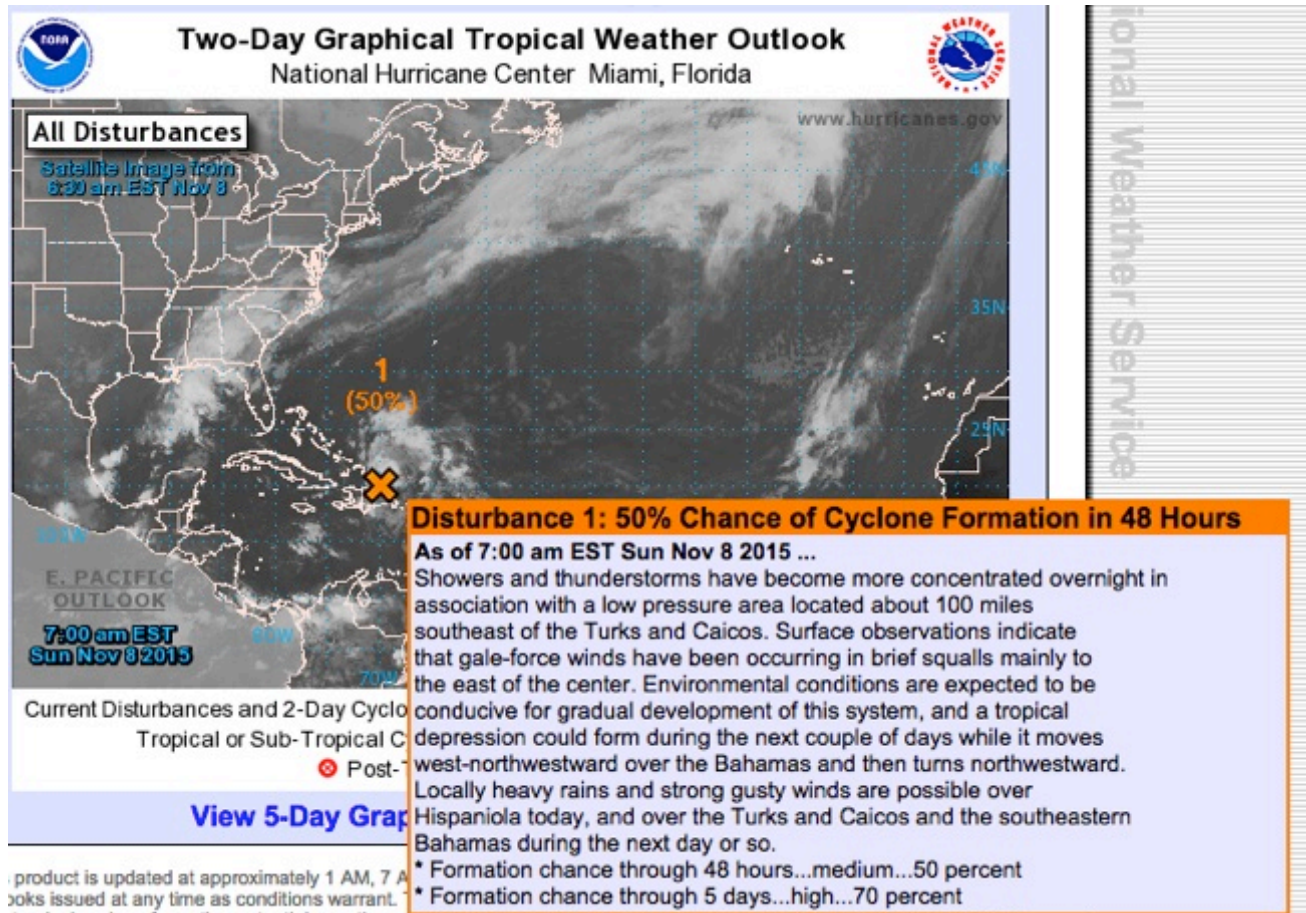 NOAA
Two-Day Graphical Tropical Weather Outlook
National Hurricane Center Miami, Florida
NATIONAL WEATHER SERVICE
All Disturbances
www.hurricanes.gov
Satellite Image from
6:30 am EST Nov 8
45N
35N
1
(50%)
25N
E. PACIFIC
OUTLOOK
7:00 am EST
Sun Nov 8 2015
80W
70W
Disturbance 1: 50% Chance of Cyclone Formation in 48 Hours
As of 7:00 am EST Sun Nov 8 2015 ...
Showers and thunderstorms have become more concentrated overnight in
association with a low pressure area located about 100 miles
southeast of the Turks and Caicos. Surface observations indicate
that gale-force winds have been occurring in brief squalls mainly to
the east of the center. Environmental conditions are expected to be
conducive for gradual development of this system, and a tropical
depression could form during the next couple of days while it moves
west-northwestward over the Bahamas and then turns northwestward.
Locally heavy rains and strong gusty winds are possible over
Hispaniola today, and over the Turks and Caicos and the southeastern
Bahamas during the next day or so.
* Formation chance through 48 hours...medium...50 percent
* Formation chance through 5 days...high...70 percent
Current Disturbances and 2-Day Cyclo
Tropical or Sub-Tropical C
Post-T
View 5-Day Grap
product is updated at approximately 1 AM, 7 A
ooks issued at any time as conditions warrant.
ional Weather Service